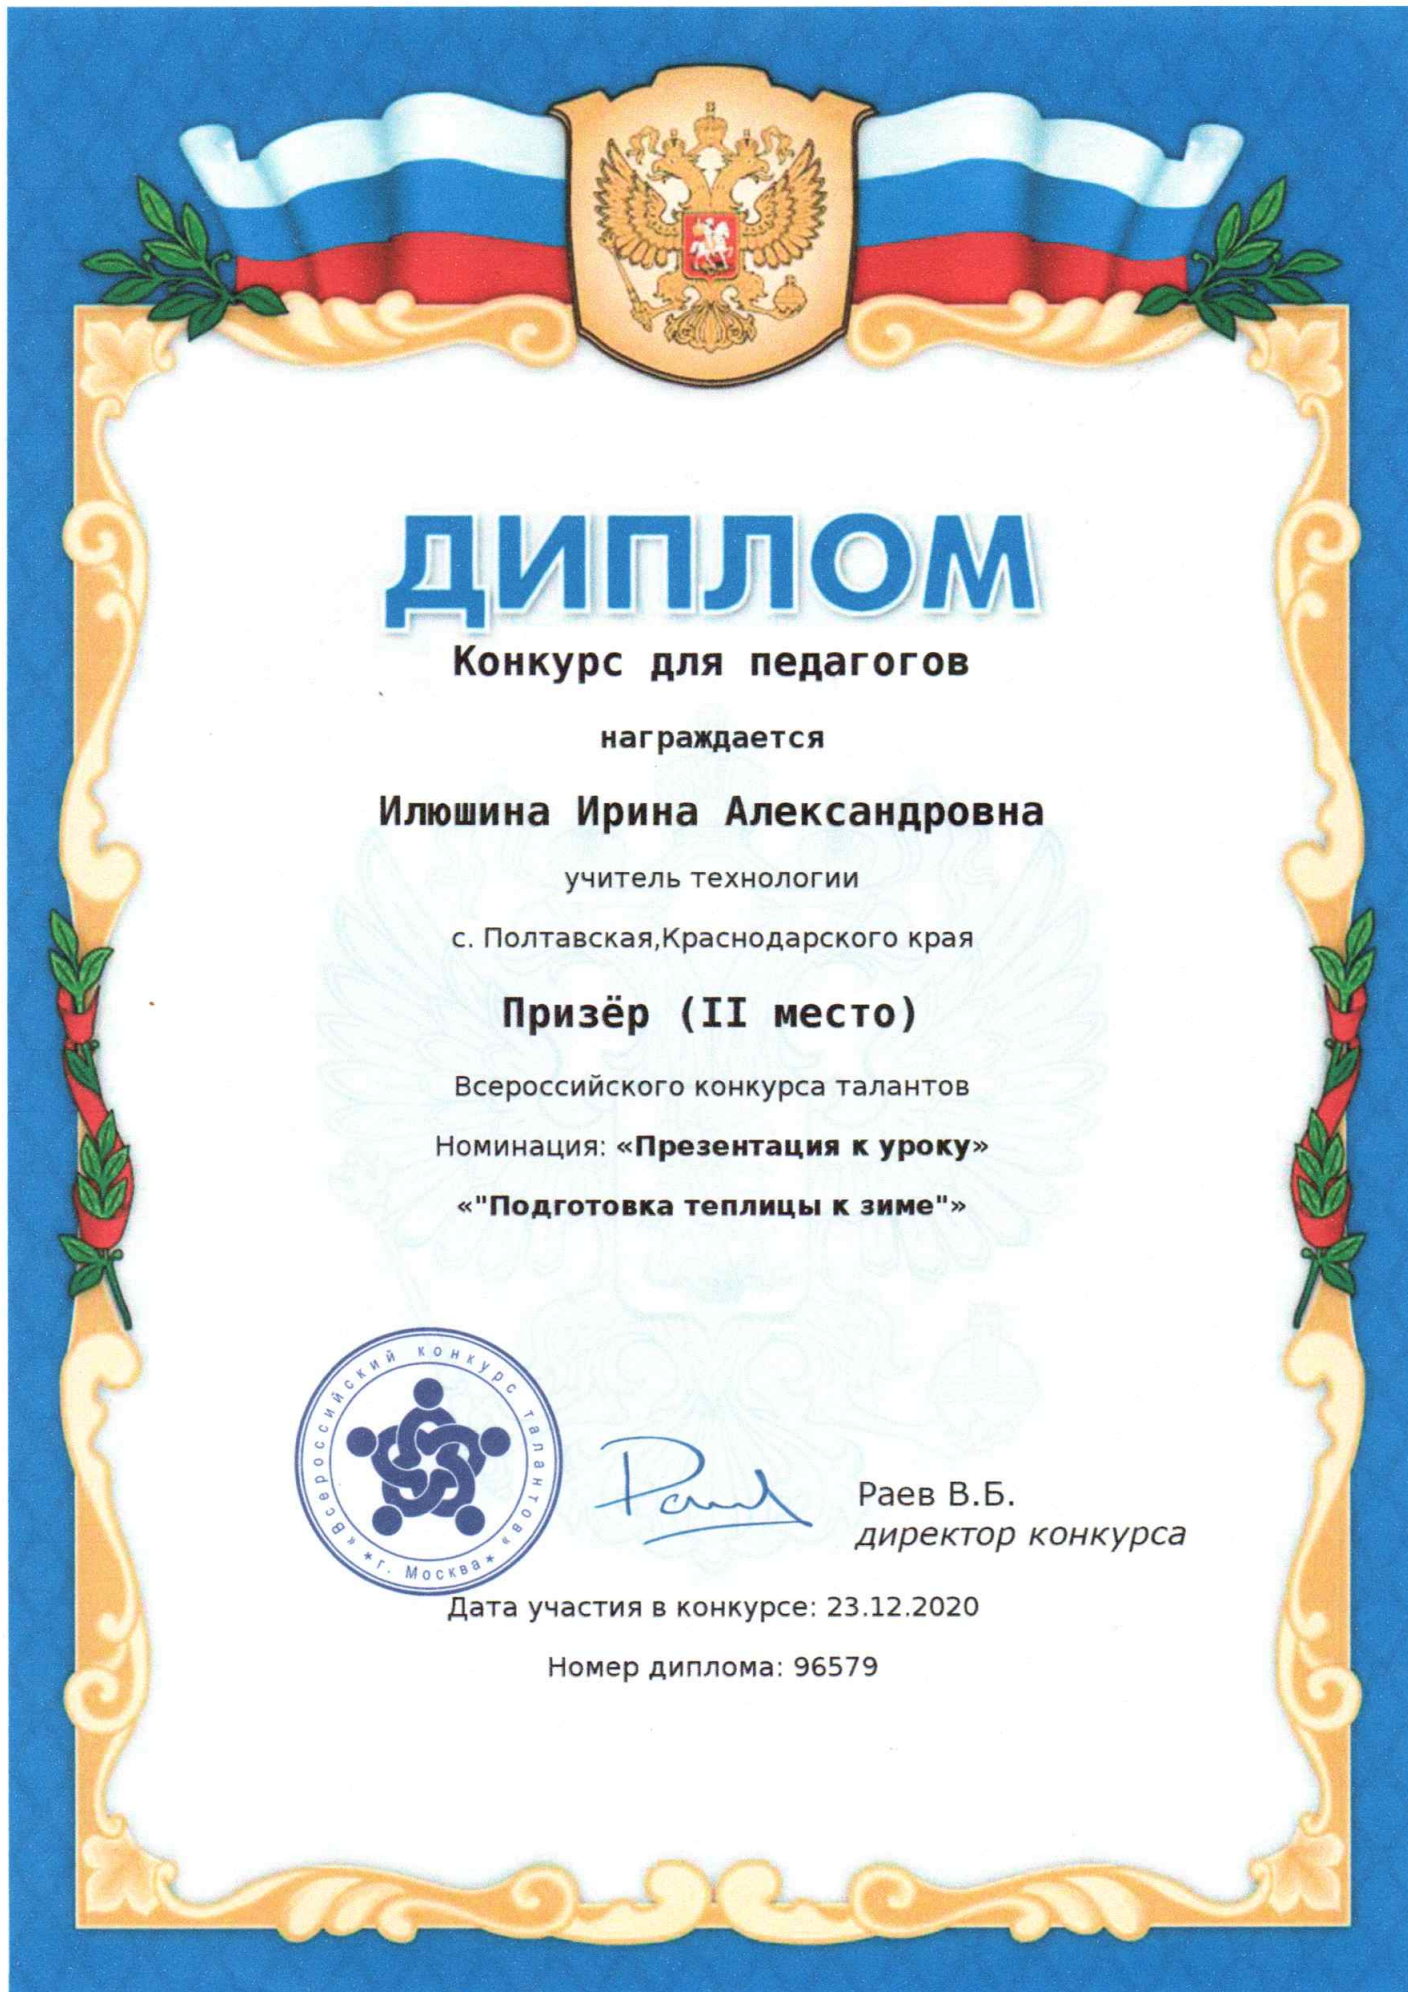 ДИПЛОМ
Конкурс для педагогов
награждается
Илюшина Ирина Александровна
учитель технологии
с. Полтавская,Краснодарского края
Призёр (II место)
Всероссийского конкурса талантов
Номинация: «Презентация к уроку»
«"Подготовка теплицы к зиме"»
«Всероссийский конкурс талантов»
★г. Москва★
Раев В.Б.
директор конкурса
Дата участия в конкурсе: 23.12.2020
Номер диплома: 96579